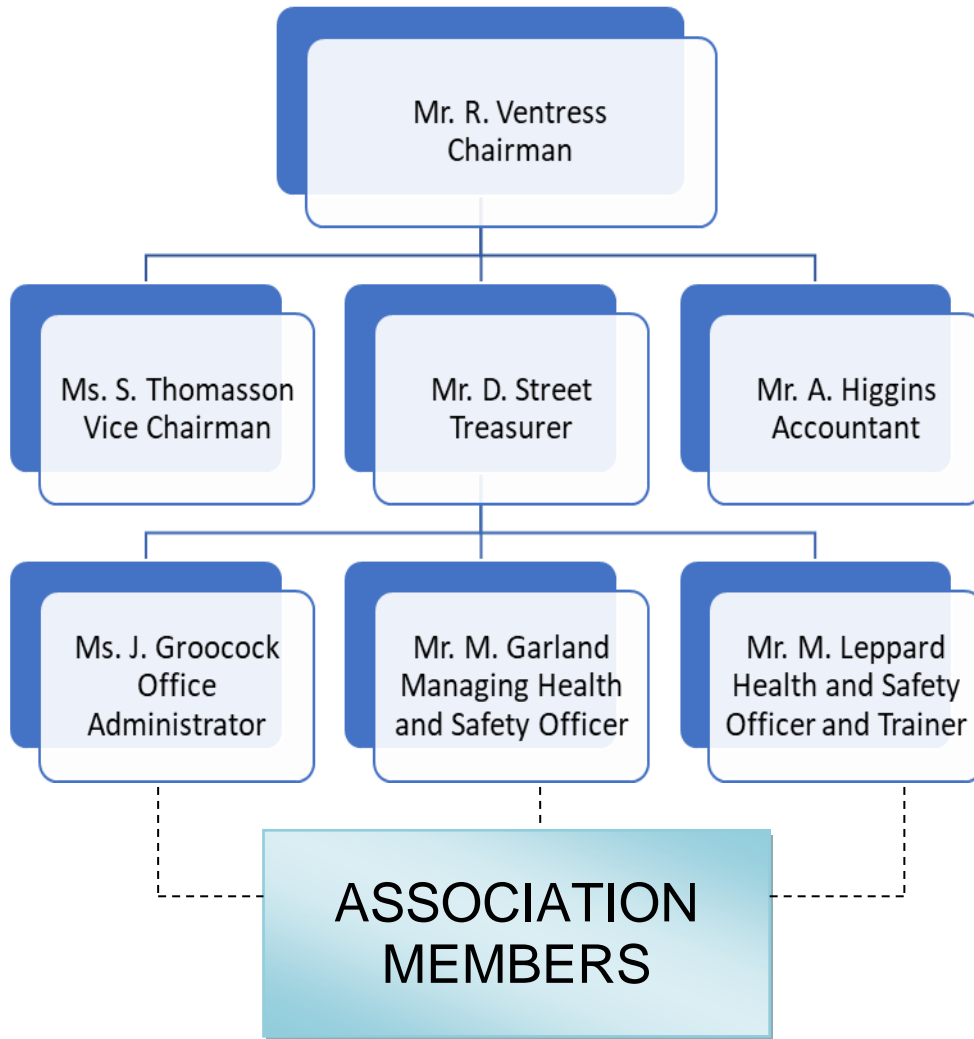 Mr. R. Ventress
Chairman
Ms. S. Thomasson
Vice Chairman
Mr. D. Street
Treasurer
Mr. A. Higgins
Accountant
Ms. J. Groocock
Office
Administrator
Mr. M. Garland
Managing Health
and Safety Officer
Mr. M. Leppard
Health and Safety
Officer and Trainer
ASSOCIATION
MEMBERS